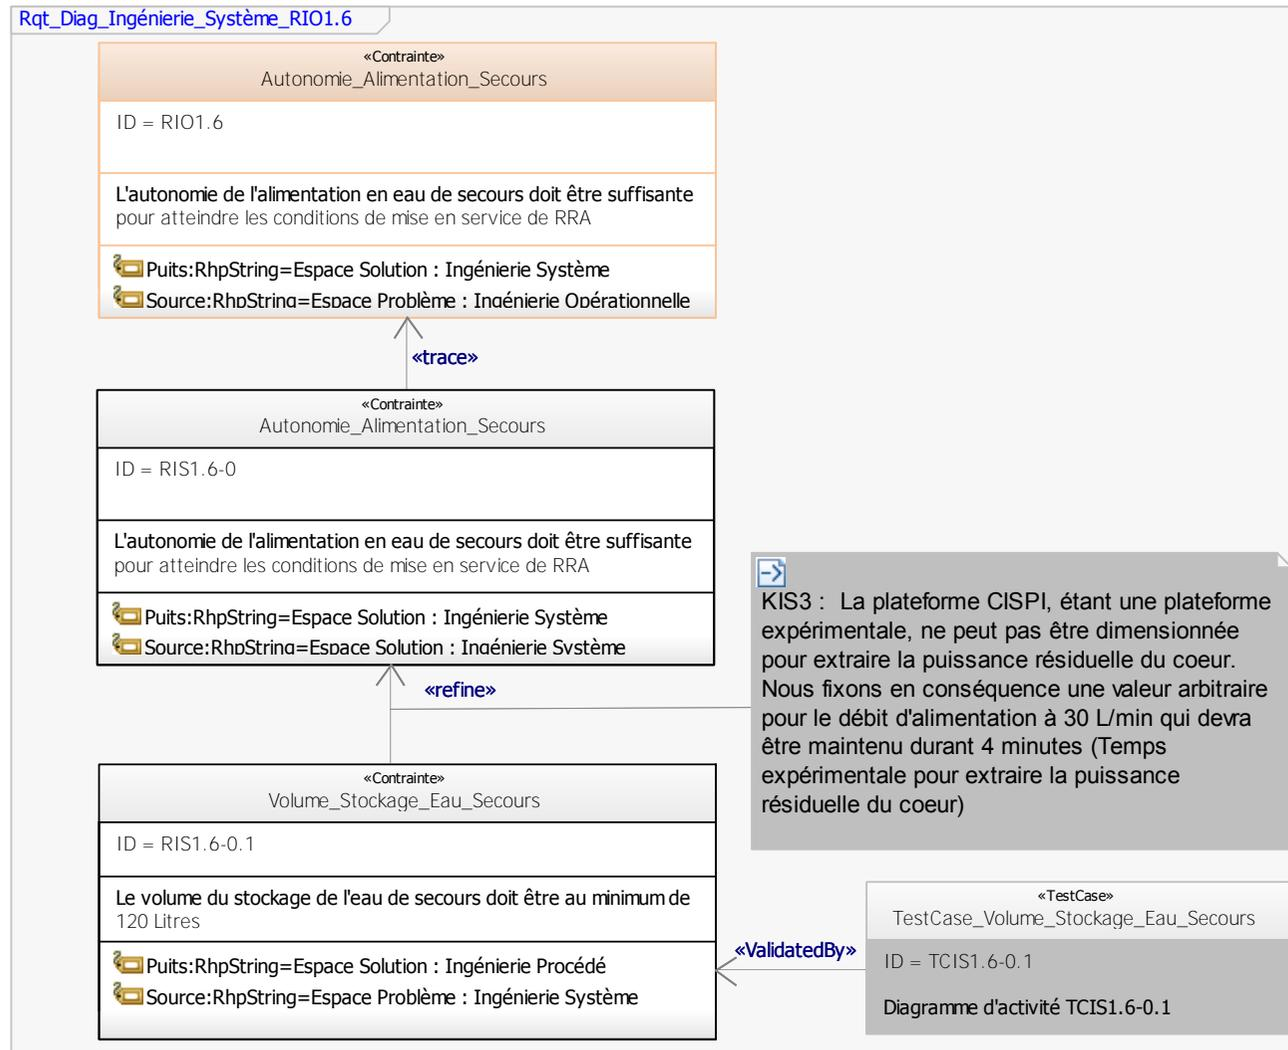 Rqt_Diag_Ingénierie_Système_RIO1.6
«Contrainte»
Autonomie_Alimentation_Secours
ID = RIO1.6
L'autonomie de l'alimentation en eau de secours doit être suffisante
pour atteindre les conditions de mise en service de RRA
Puits:RhpString=Espace Solution : Ingénierie Système
Source:RhpString=Espace Problème : Ingénierie Opérationnelle
«trace»
«Contrainte»
Autonomie_Alimentation_Secours
ID = RIS1.6-0
L'autonomie de l'alimentation en eau de secours doit être suffisante
pour atteindre les conditions de mise en service de RRA
Puits:RhpString=Espace Solution : Ingénierie Système
Source:RhpString=Espace Solution : Ingénierie Système
«refine»
KIS3 : La plateforme CISPI, étant une plateforme
expérimentale, ne peut pas être dimensionnée
pour extraire la puissance résiduelle du coeur.
Nous fixons en conséquence une valeur arbitraire
pour le débit d'alimentation à 30 L/min qui devra
être maintenu durant 4 minutes (Temps
expérimentale pour extraire la puissance
résiduelle du coeur)
«Contrainte»
Volume_Stockage_Eau_Secours
ID = RIS1.6-0.1
Le volume du stockage de l'eau de secours doit être au minimum de
120 Litres
Puits:RhpString=Espace Solution : Ingénierie Procédé
Source:RhpString=Espace Problème : Ingénierie Système
«ValidatedBy»
«TestCase»
TestCase_Volume_Stockage_Eau_Secours
ID = TCIS1.6-0.1
Diagramme d'activité TCIS1.6-0.1